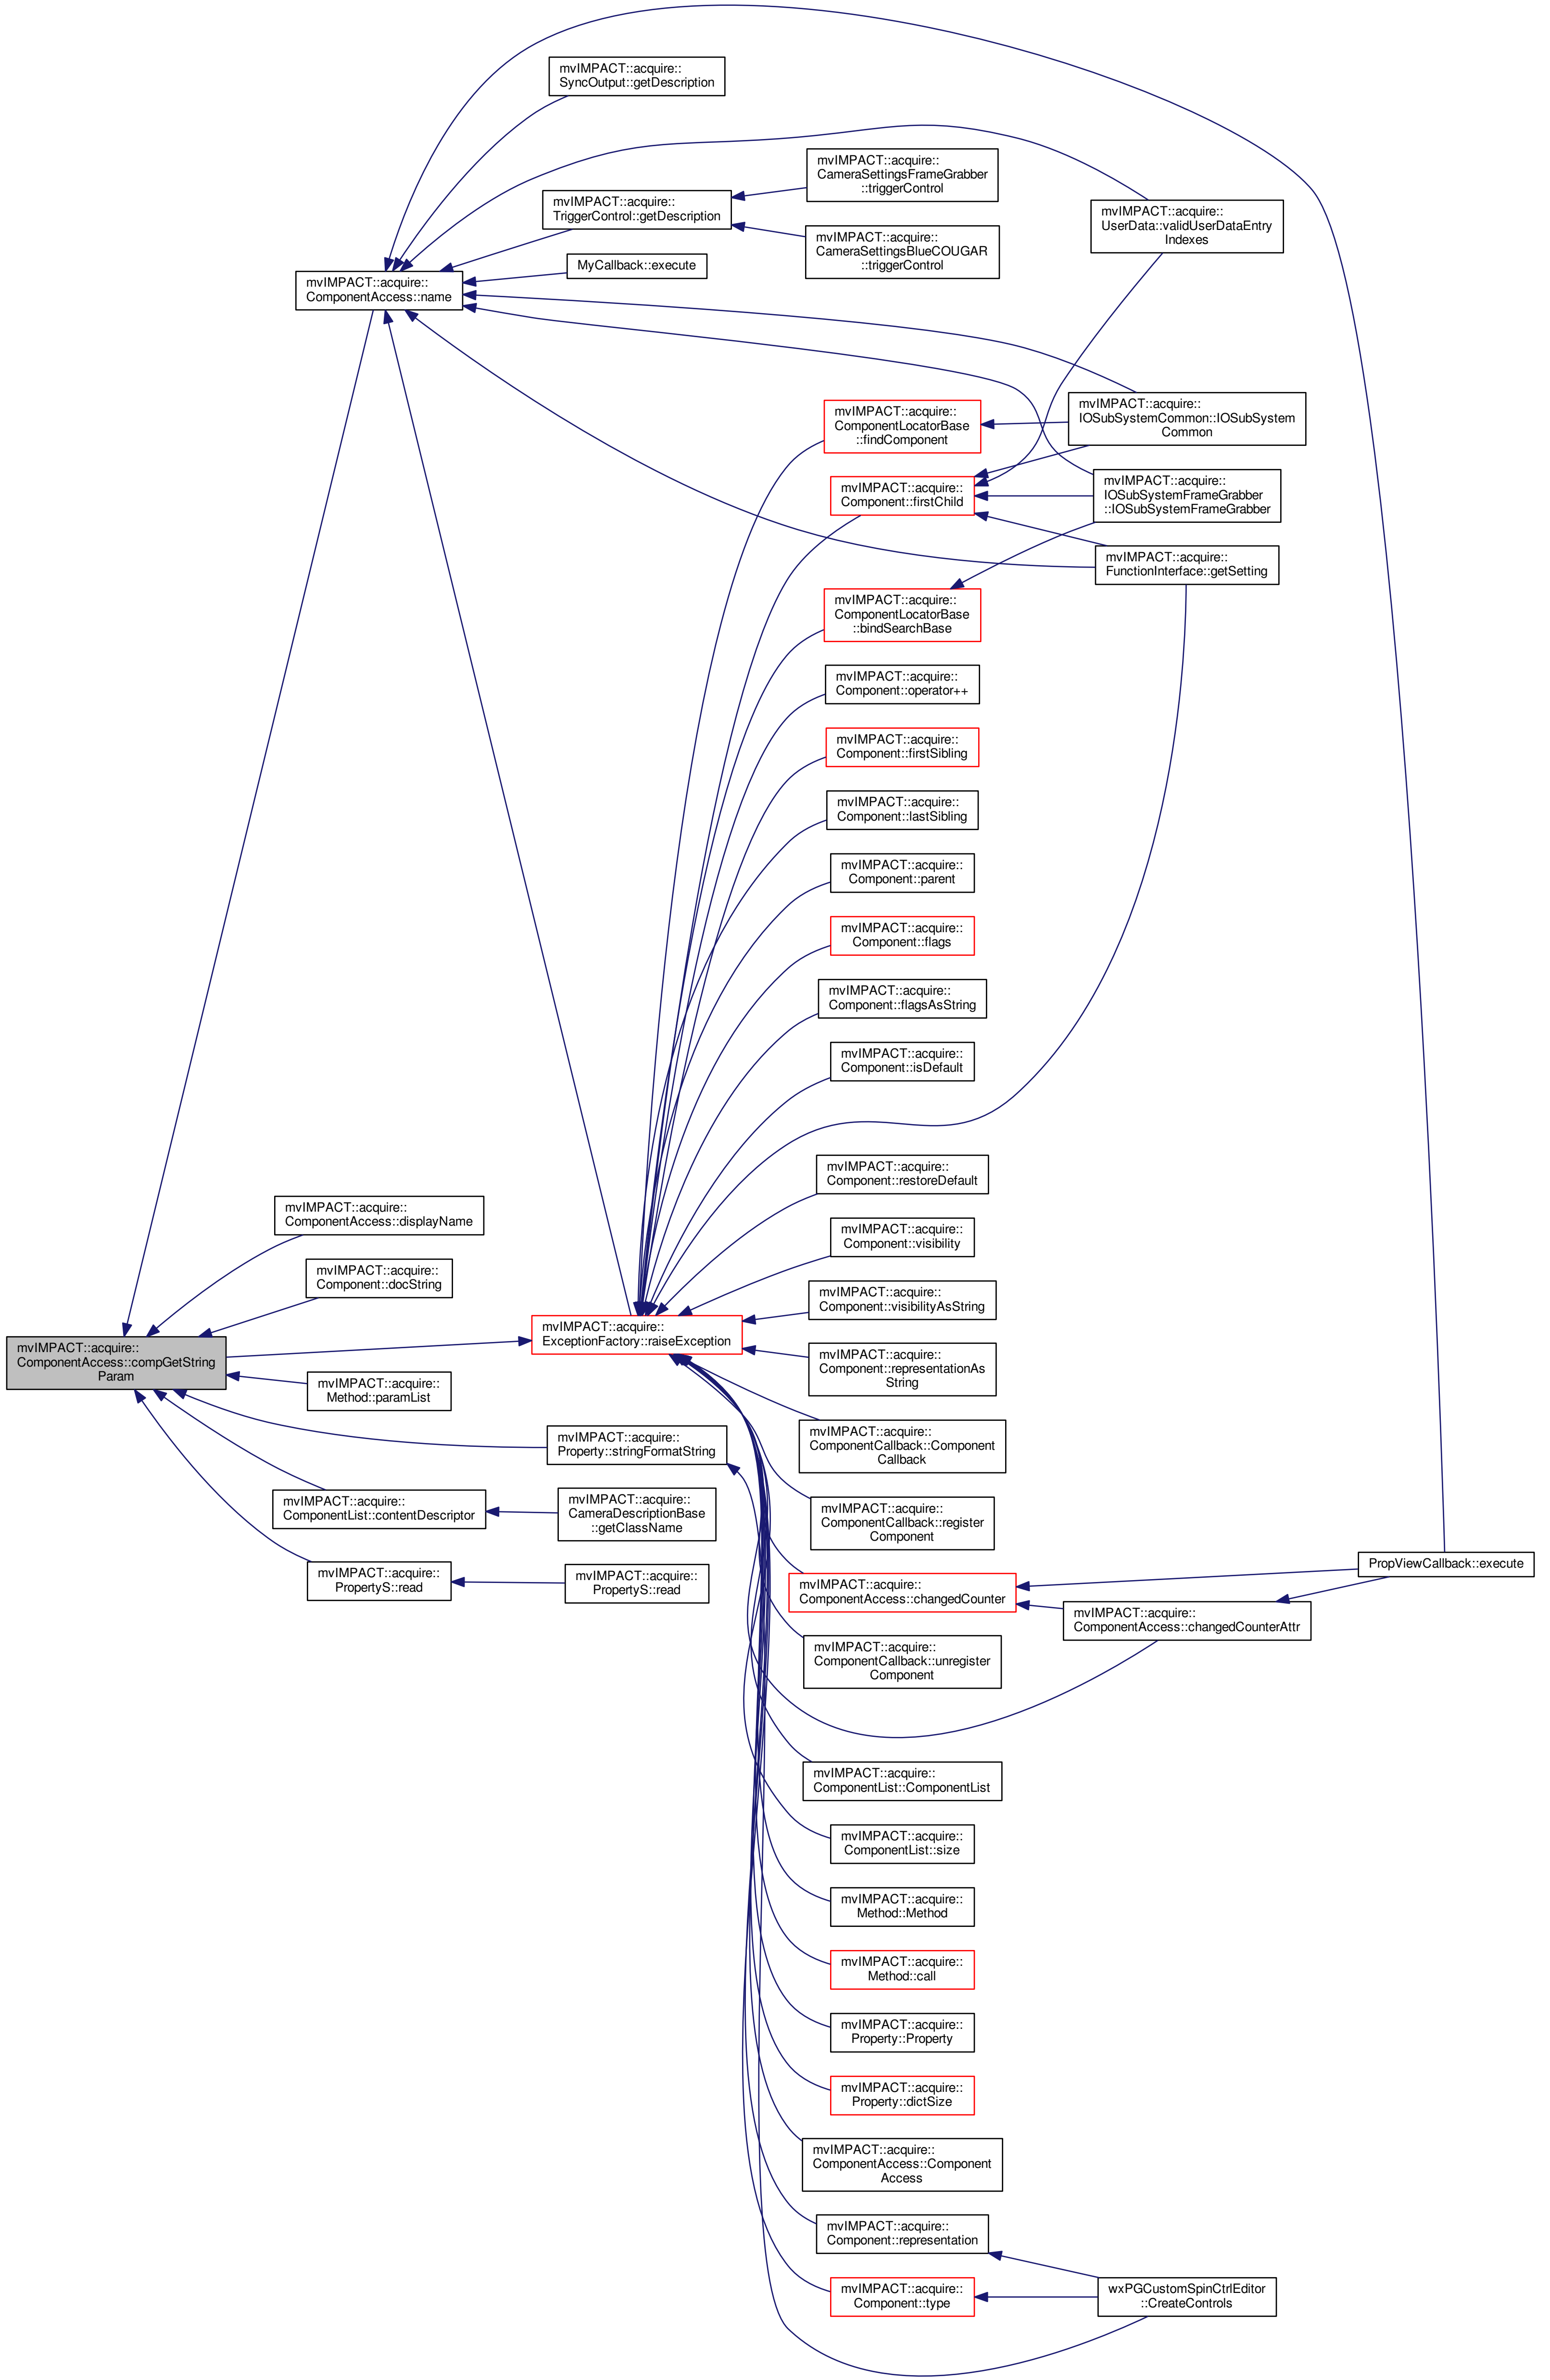 mvIMPACT::acquire::
SyncOutput::getDescription
mvIMPACT::acquire::
CameraSettingsFrameGrabber
::triggerControl
mvIMPACT::acquire::
TriggerControl::getDescription
mvIMPACT::acquire::
UserData::validUserDataEntry
Indexes
mvIMPACT::acquire::
CameraSettingsBlueCOUGAR
::triggerControl
MyCallback::execute
mvIMPACT::acquire::
ComponentAccess::name
mvIMPACT::acquire::
ComponentLocatorBase
::findComponent
mvIMPACT::acquire::
IOSubSystemCommon::IOSubSystem
Common
mvIMPACT::acquire::
Component::firstChild
mvIMPACT::acquire::
IOSubSystemFrameGrabber
::IOSubSystemFrameGrabber
mvIMPACT::acquire::
FunctionInterface::getSetting
mvIMPACT::acquire::
ComponentLocatorBase
::bindSearchBase
mvIMPACT::acquire::
Component::operator++
mvIMPACT::acquire::
Component::firstSibling
mvIMPACT::acquire::
Component::lastSibling
mvIMPACT::acquire::
Component::parent
mvIMPACT::acquire::
Component::flags
mvIMPACT::acquire::
Component::flagsAsString
mvIMPACT::acquire::
Component::isDefault
mvIMPACT::acquire::
Component::restoreDefault
mvIMPACT::acquire::
ComponentAccess::displayName
mvIMPACT::acquire::
Component::visibility
mvIMPACT::acquire::
Component::docString
mvIMPACT::acquire::
Component::visibilityAsString
mvIMPACT::acquire::
ExceptionFactory::raiseException
mvIMPACT::acquire::
ComponentAccess::compGetString
Param
mvIMPACT::acquire::
Component::representationAs
String
mvIMPACT::acquire::
Method::paramList
mvIMPACT::acquire::
ComponentCallback::Component
Callback
mvIMPACT::acquire::
Property::stringFormatString
mvIMPACT::acquire::
ComponentList::contentDescriptor
mvIMPACT::acquire::
CameraDescriptionBase
::getClassName
mvIMPACT::acquire::
ComponentCallback::register
Component
mvIMPACT::acquire::
PropertyS::read
mvIMPACT::acquire::
PropertyS::read
PropViewCallback::execute
mvIMPACT::acquire::
ComponentAccess::changedCounter
mvIMPACT::acquire::
ComponentAccess::changedCounterAttr
mvIMPACT::acquire::
ComponentCallback::unregister
Component
mvIMPACT::acquire::
ComponentList::ComponentList
mvIMPACT::acquire::
ComponentList::size
mvIMPACT::acquire::
Method::Method
mvIMPACT::acquire::
Method::call
mvIMPACT::acquire::
Property::Property
mvIMPACT::acquire::
Property::dictSize
mvIMPACT::acquire::
ComponentAccess::Component
Access
mvIMPACT::acquire::
Component::representation
mvIMPACT::acquire::
Component::type
wxPGCustomSpinCtrlEditor
::CreateControls